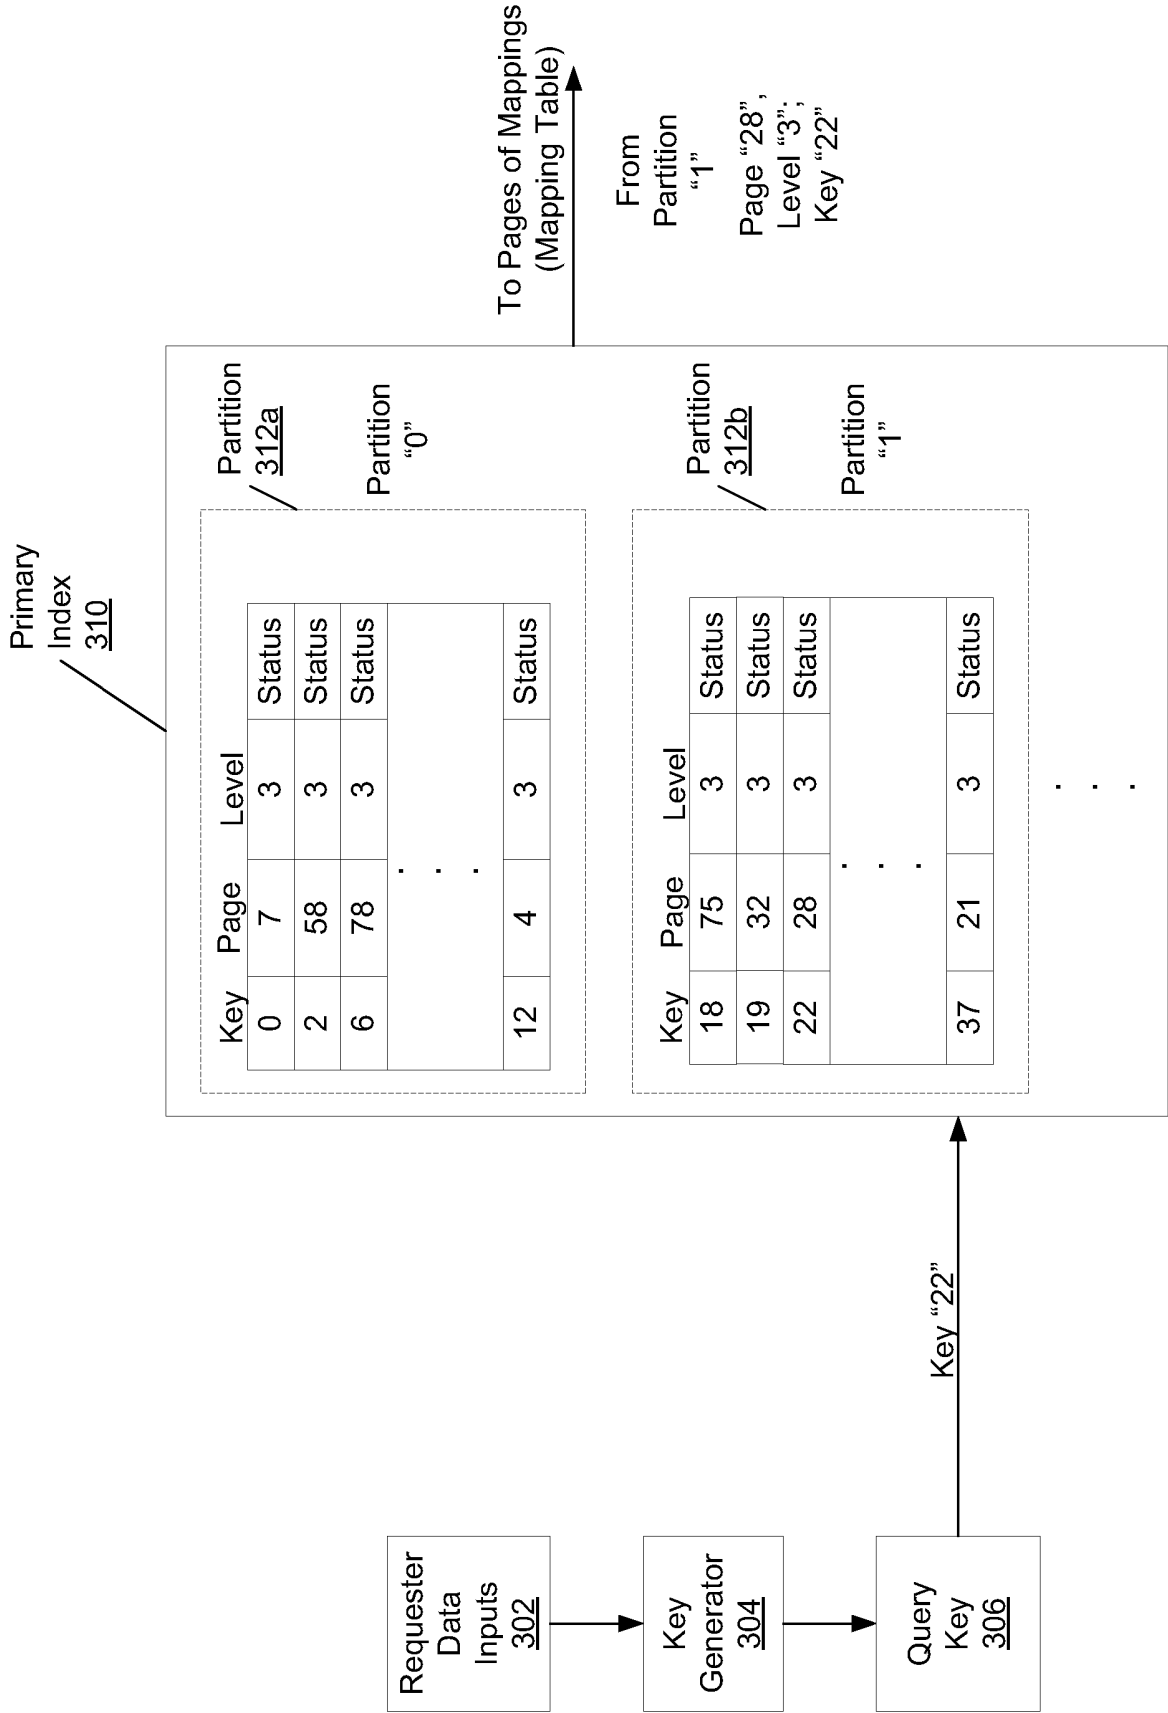 Primary
Index
310
To Pages of Mappings
(Mapping Table)
From
Partition
“1”
Page “28”,
Level “3”;
Key “22”
Partition
312a
Partition
“0”
Key Page Level
0 7 3 Status
2 58 3 Status
6 78 3 Status
. . .
12 4 3 Status
Partition
312b
Partition
“1”
Key Page Level
18 75 3 Status
19 32 3 Status
22 28 3 Status
. . .
37 21 3 Status
. . .
Requester
Data
Inputs
302
Key
Generator
304
Query
Key
306
Key “22”